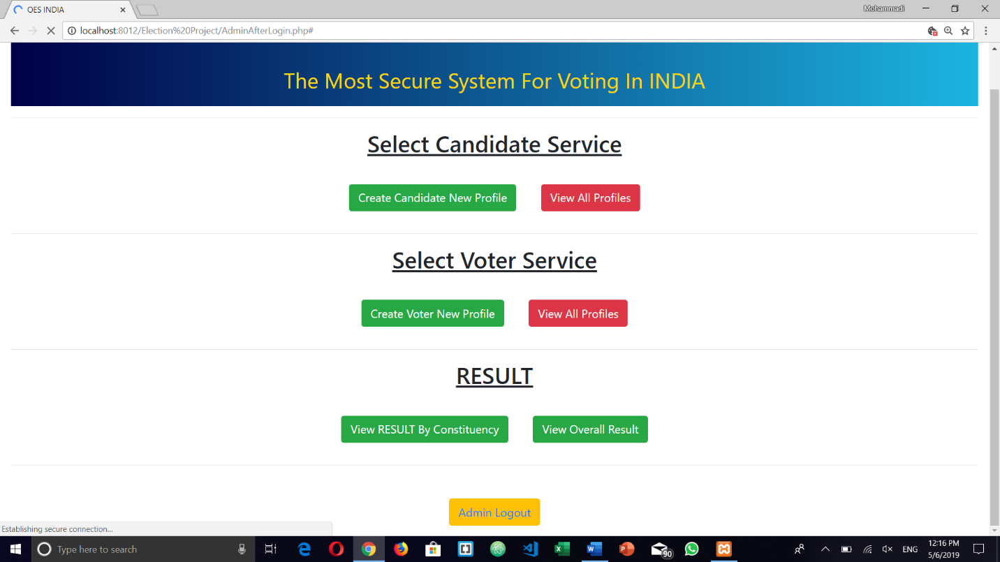 OES INDIA
Mohammadi
localhost:8012/Election%20Project/AdminAfterLogin.php#
The Most Secure System For Voting In INDIA
Select Candidate Service
Create Candidate New Profile View All Profiles
Select Voter Service
Create Voter New Profile View All Profiles
RESULT
View RESULT By Constituency View Overall Result
Admin Logout
Establishing secure connection...
Type here to search
90
ENG
12:16 PM
5/6/2019